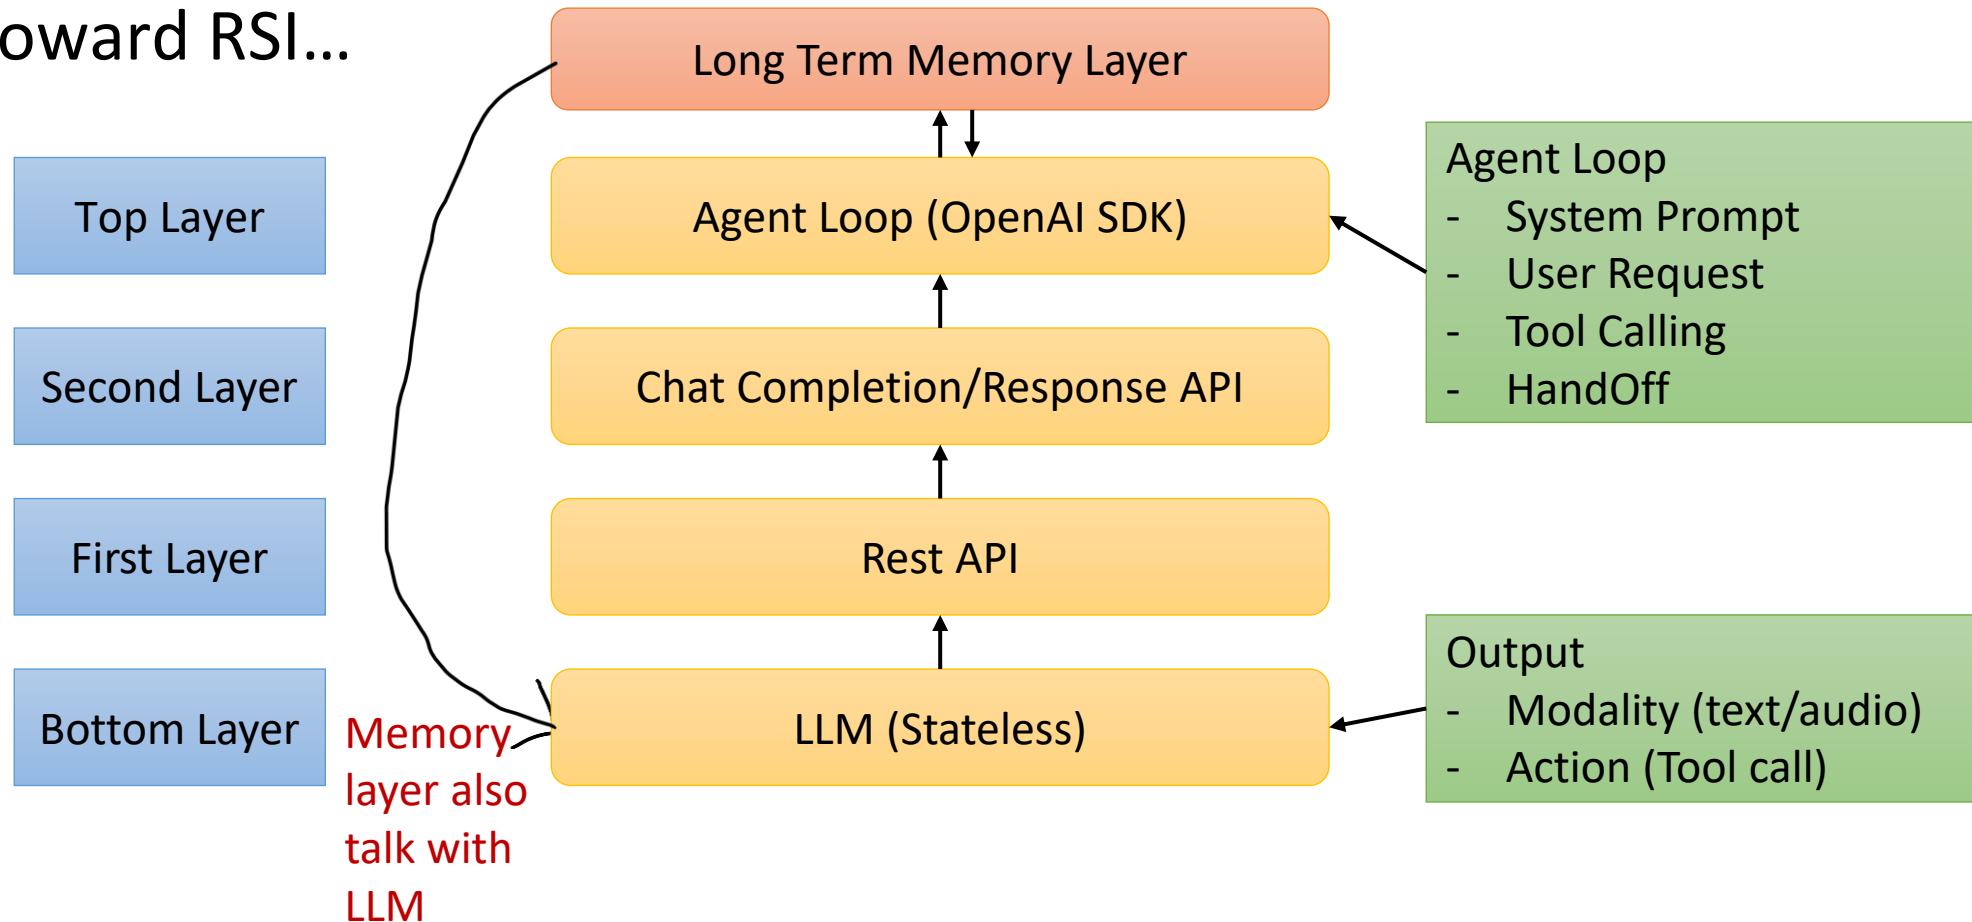 oward RSI…
Long Term Memory Layer
Top Layer
Agent Loop (OpenAI SDK)
Agent Loop
- System Prompt
- User Request
- Tool Calling
- HandOff
Second Layer
Chat Completion/Response API
First Layer
Rest API
Bottom Layer
Memory
layer also
talk with
LLM
LLM (Stateless)
Output
- Modality (text/audio)
- Action (Tool call)